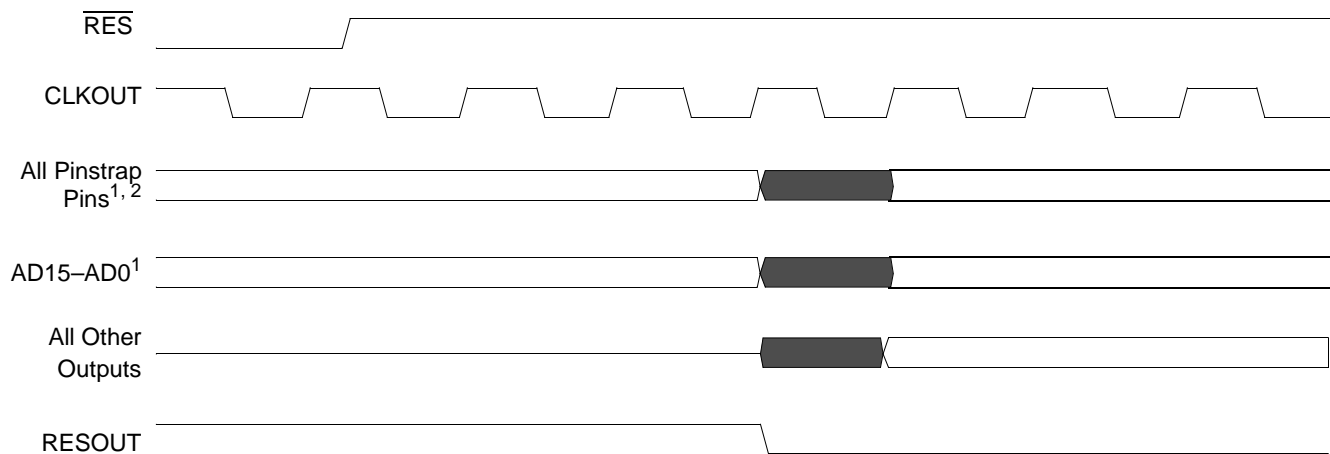 RES
CLKOUT
All Pinstrap
Pins1, 2
AD15–AD01
All Other
Outputs
RESOUT